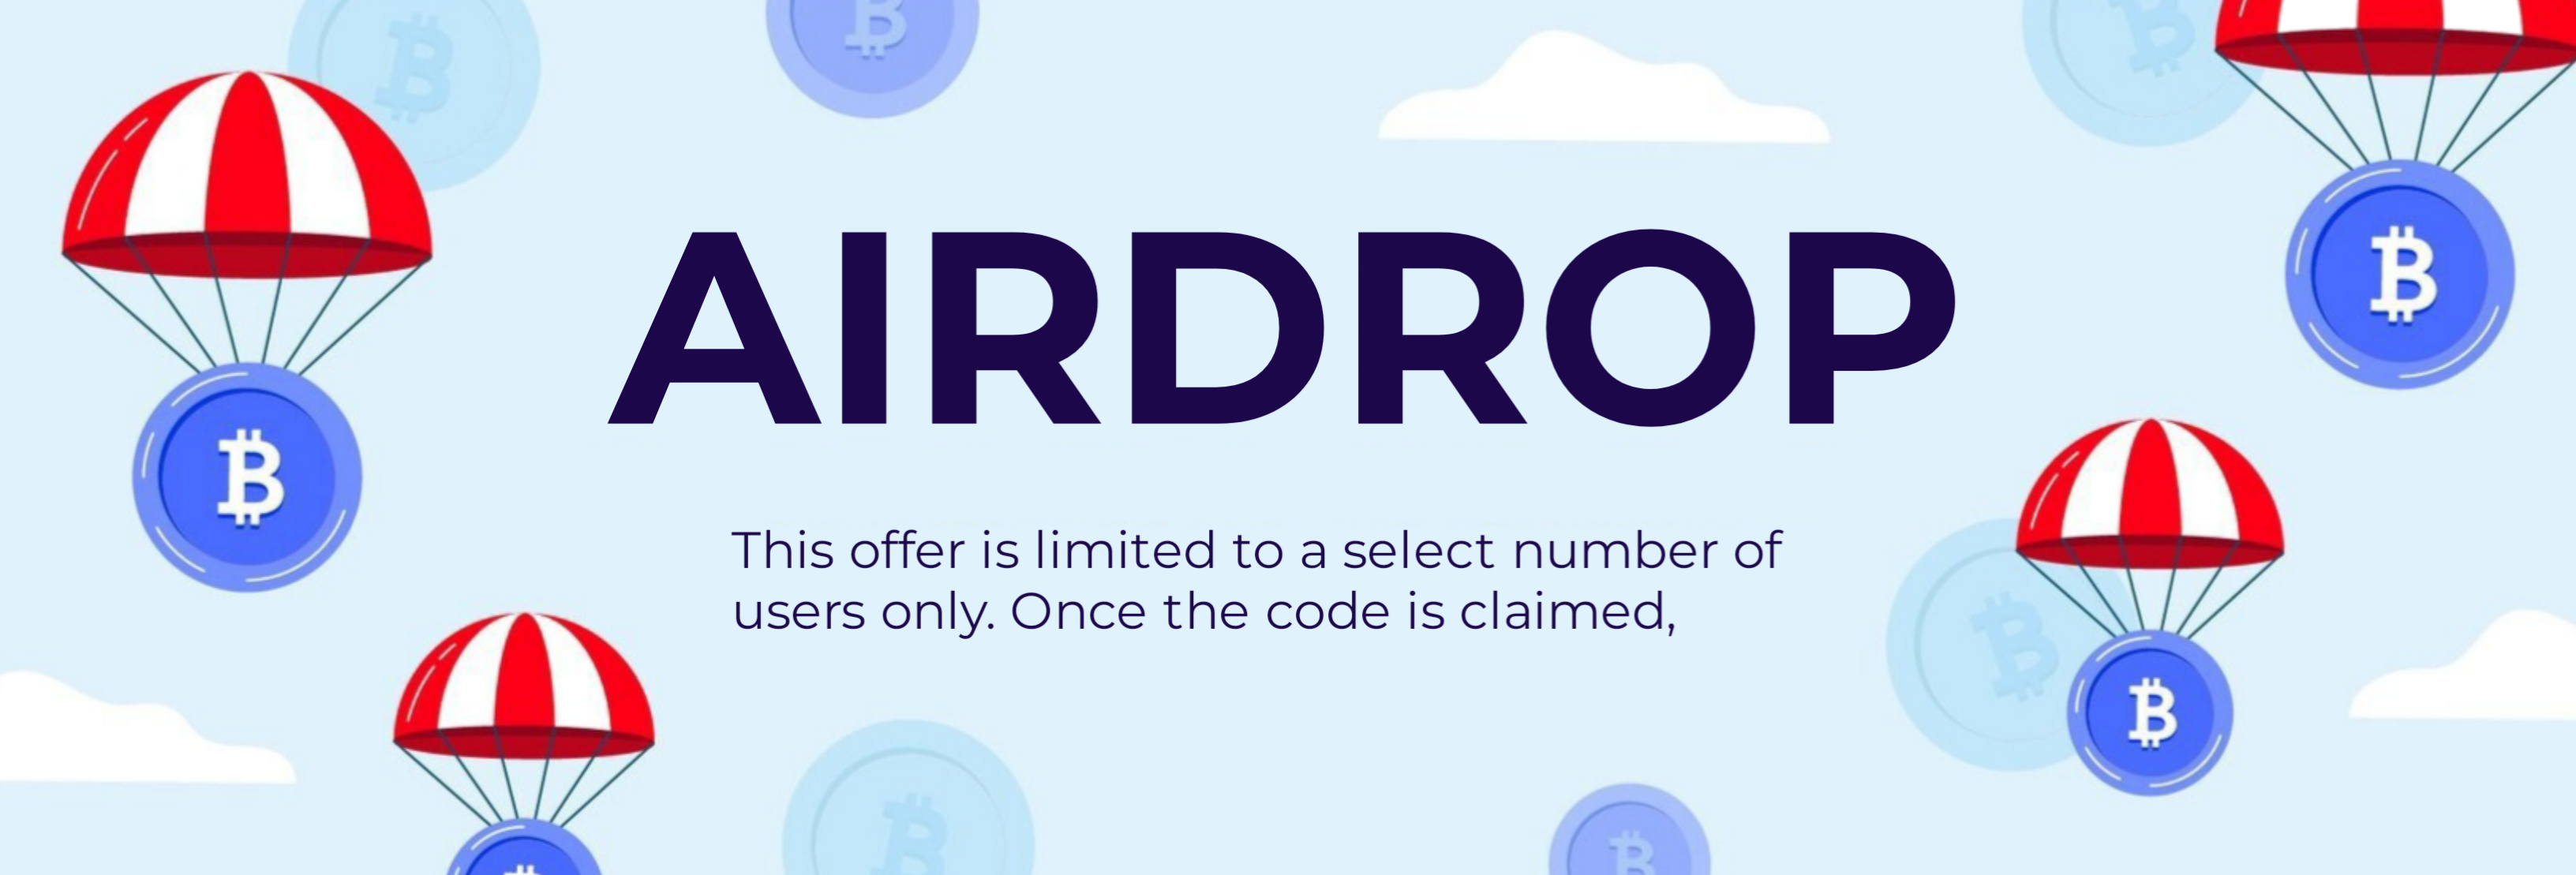 AIRDROP
This offer is limited to a select number of
users only. Once the code is claimed,